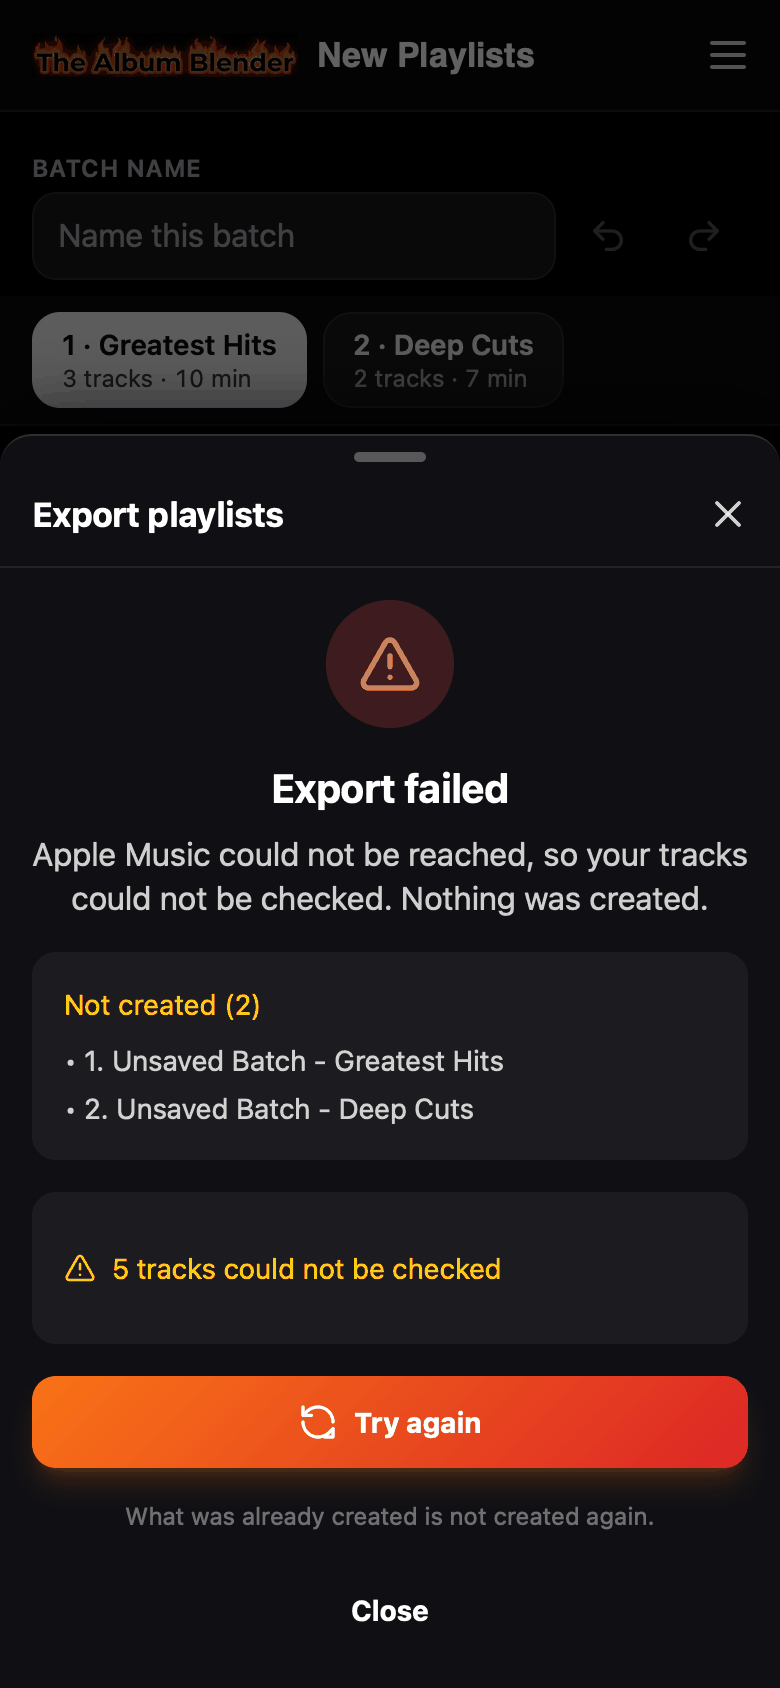 The Album Blender New Playlists
BATCH NAME
Name this batch
1 · Greatest Hits
3 tracks · 10 min
2 · Deep Cuts
2 tracks · 7 min
Export playlists
Export failed
Apple Music could not be reached, so your tracks
could not be checked. Nothing was created.
Not created (2)
• 1. Unsaved Batch - Greatest Hits
• 2. Unsaved Batch - Deep Cuts
5 tracks could not be checked
Try again
What was already created is not created again.
Close